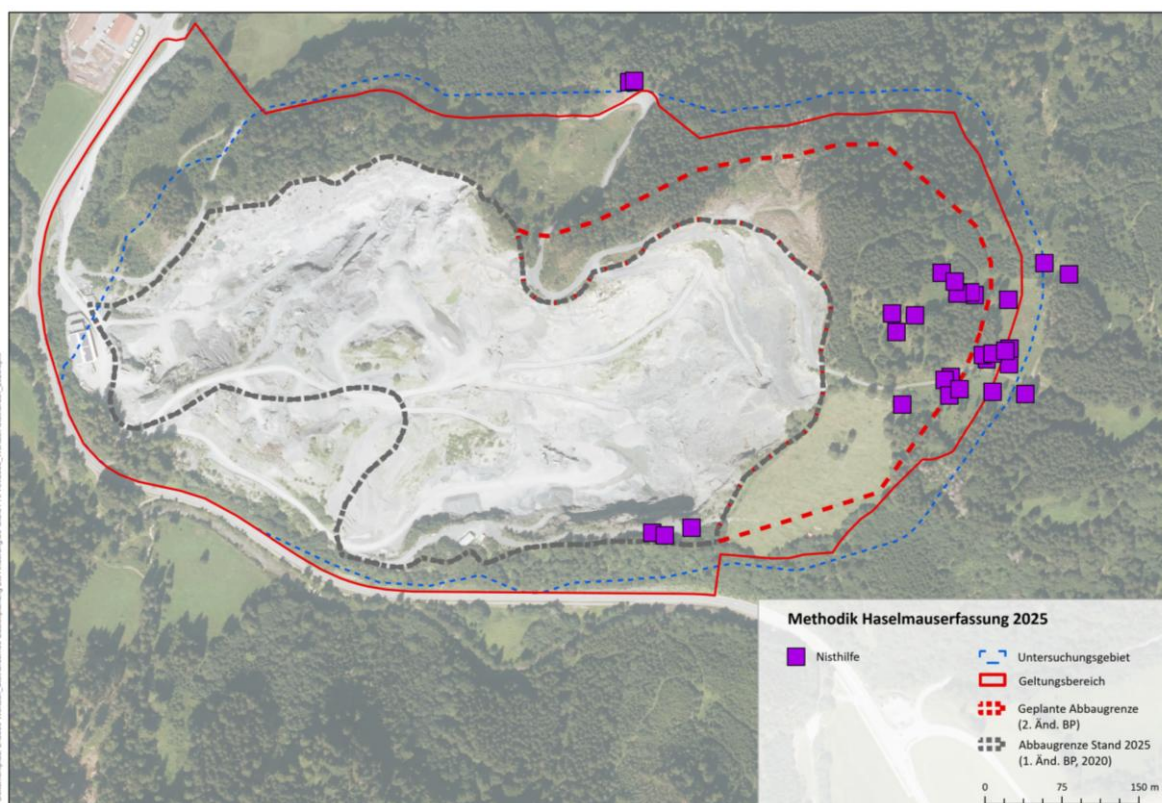 Methodik Haselmauserfassung 2025
Nisthilfe
Untersuchungsgebiet
Geltungsbereich
Geplante Abbaugrenze
(2. Änd. BP)
Abbaugrenze Stand 2025
(1. Änd. BP, 2020)
0 75 150 m